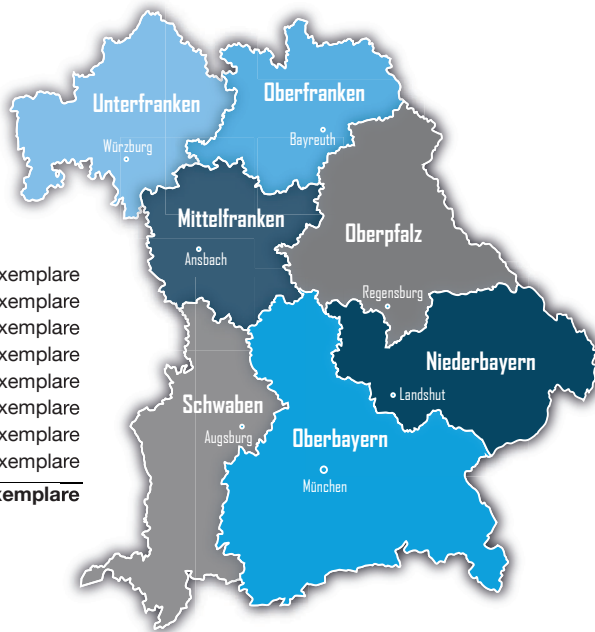 Unterfranken
Würzburg
Oberfranken
Bayreuth
Mittelfranken
Ansbach
Oberpfalz
Regensburg
Niederbayern
Landshut
Schwaben
Augsburg
Oberbayern
München
xemplare
xemplare
xemplare
xemplare
xemplare
xemplare
xemplare
xemplare
xemplare